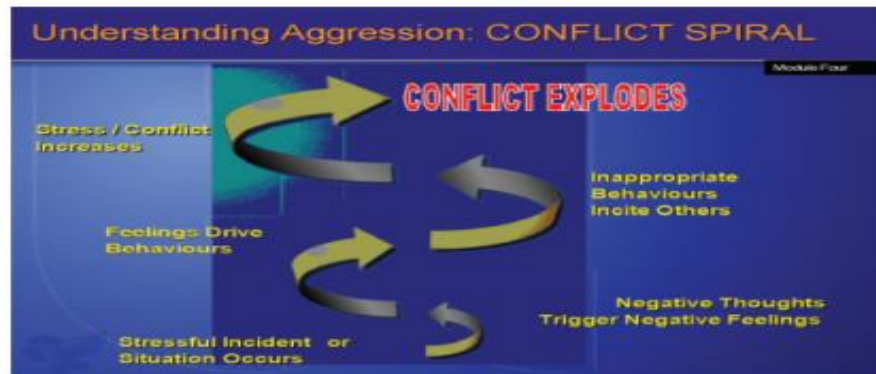 Understanding Aggression: CONFLICT SPIRAL
Module Four
CONFLICT EXPLODES
Stress / Conflict
Increases
Inappropriate
Behaviours
Incite Others
Feelings Drive
Behaviours
Negative Thoughts
Trigger Negative Feelings
Stressful Incident or
Situation Occurs